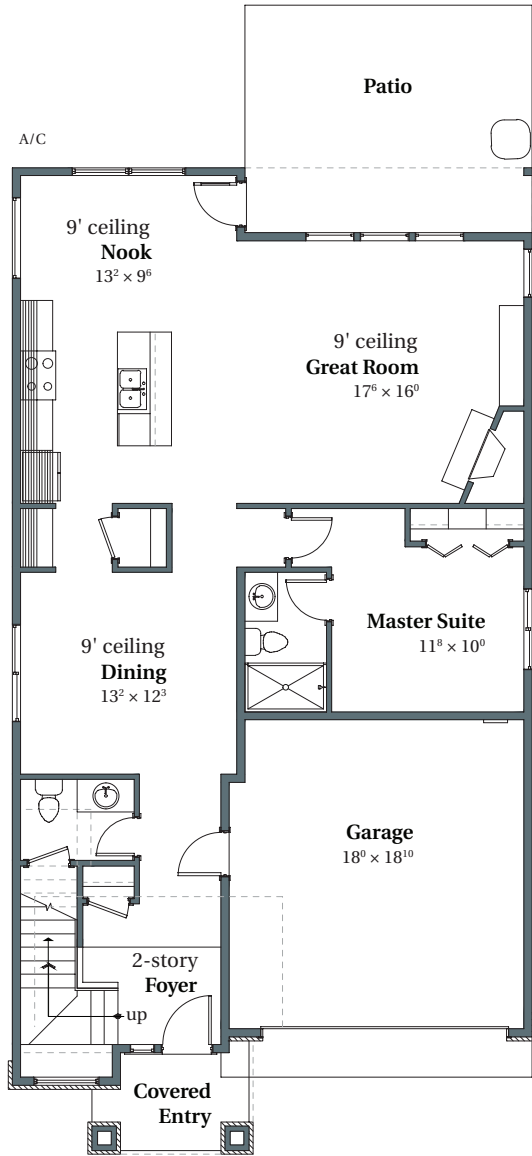 Patio
A/C
9' ceiling
Nook
13² × 9⁶
9' ceiling
Great Room
17⁶ × 16⁰
Master Suite
11⁸ × 10⁰
9' ceiling
Dining
13² × 12³
Garage
18⁰ × 18¹⁰
2-story
Foyer
up
Covered
Entry